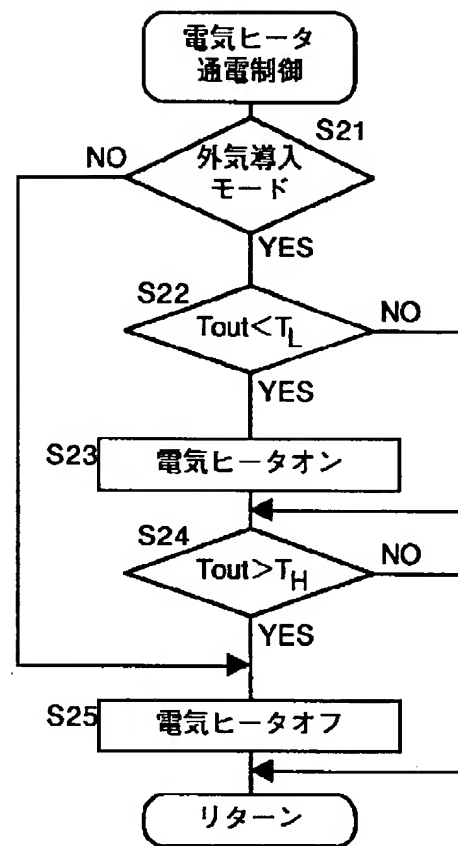 電気ヒータ
通電制御
S21
NO
外気導入
モード
YES
S22
NO
Tout<TL
YES
S23
電気ヒータオン
S24
NO
Tout>TH
YES
S25
電気ヒータオフ
リターン